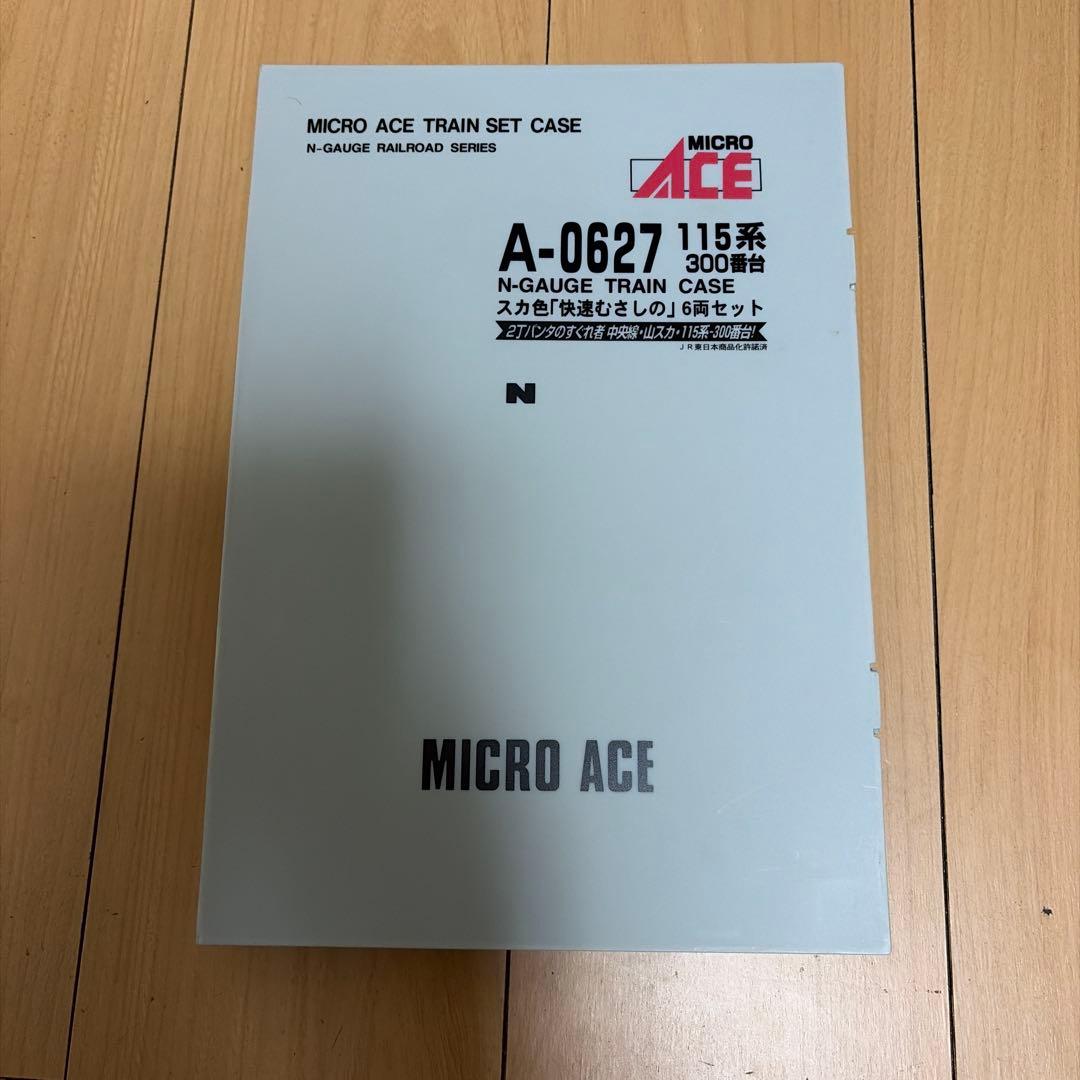 MICRO ACE TRAIN SET CASE
N-GAUGE RAILROAD SERIES
MICRO
ACE
A-0627 115系
300番台
N-GAUGE TRAIN CASE
スカ色「快速むさしの」6両セット
2丁パンタのすぐれ者 中央線・山スカ・115系-300番台!
JR東日本商品化許諾済
N
MICRO ACE